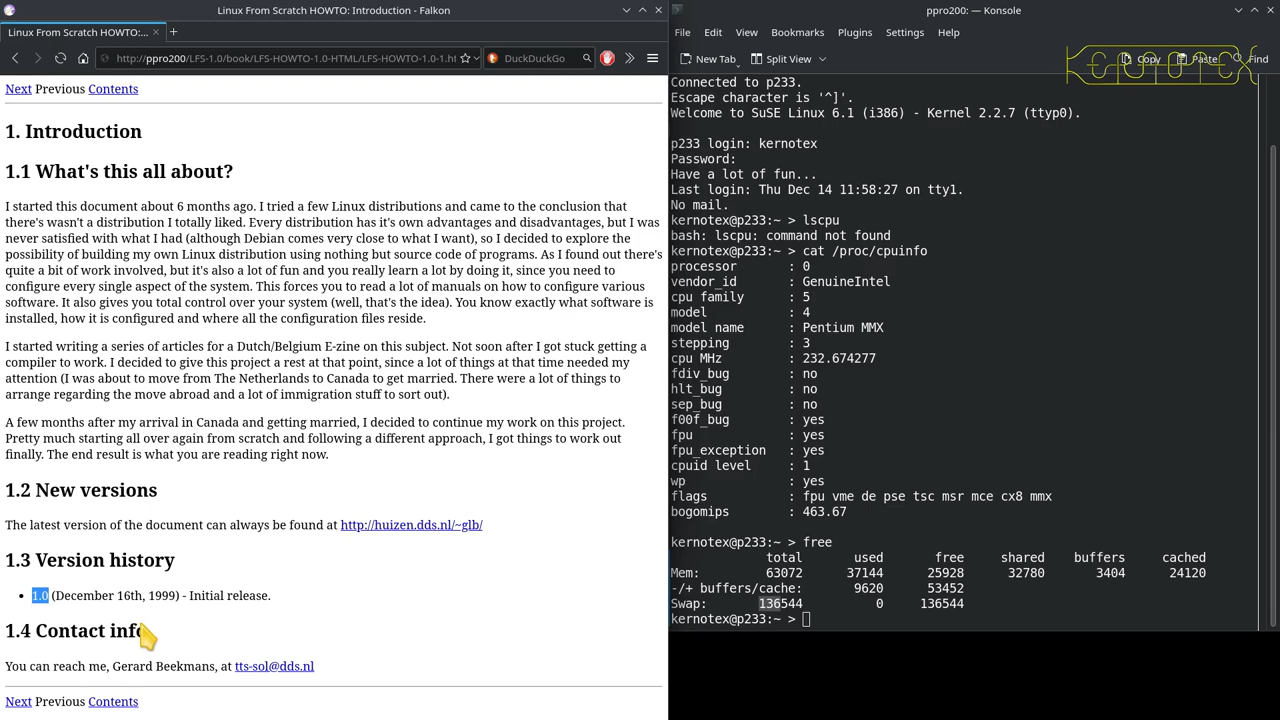 Linux From Scratch HOWTO: Introduction - Falkon
Linux From Scratch HOWTO:...
http://ppro200/LFS-1.0/book/LFS-HOWTO-1.0-HTML/LFS-HOWTO-1.0-1.ht
DuckDuckGo
Next Previous Contents
1. Introduction
1.1 What's this all about?
I started this document about 6 months ago. I tried a few Linux distributions and came to the conclusion that
there's wasn't a distribution I totally liked. Every distribution has it's own advantages and disadvantages, but I was
never satisfied with what I had (although Debian comes very close to what I want), so I decided to explore the
possibility of building my own Linux distribution using nothing but source code of programs. As I found out there's
quite a bit of work involved, but it's also a lot of fun and you really learn a lot by doing it, since you need to
configure every single aspect of the system. This forces you to read a lot of manuals on how to configure various
software. It also gives you total control over your system (well, that's the idea). You know exactly what software is
installed, how it is configured and where all the configuration files reside.
I started writing a series of articles for a Dutch/Belgium E-zine on this subject. Not soon after I got stuck getting a
compiler to work. I decided to give this project a rest at that point, since a lot of things at that time needed my
attention (I was about to move from The Netherlands to Canada to get married. There were a lot of things to
arrange regarding the move abroad and a lot of immigration stuff to sort out).
A few months after my arrival in Canada and getting married, I decided to continue my work on this project.
Pretty much starting all over again from scratch and following a different approach, I got things to work out
finally. The end result is what you are reading right now.
1.2 New versions
The latest version of the document can always be found at http://huizen.dds.nl/~glb/
1.3 Version history
• 1.0 (December 16th, 1999) - Initial release.
1.4 Contact info
You can reach me, Gerard Beekmans, at tts-sol@dds.nl
Next Previous Contents
ppro200: — Konsole
File Edit View Bookmarks Plugins Settings Help
New Tab Split View Copy Paste Find
KERNOTEX
Connected to p233.
Escape character is '^]'.
Welcome to SuSE Linux 6.1 (i386) - Kernel 2.2.7 (ttyp0).
p233 login: kernotex
Password:
Have a lot of fun...
Last login: Thu Dec 14 11:58:27 on tty1.
No mail.
kernotex@p233:~ > lscpu
bash: lscpu: command not found
kernotex@p233:~ > cat /proc/cpuinfo
processor : 0
vendor_id : GenuineIntel
cpu family : 5
model : 4
model name : Pentium MMX
stepping : 3
cpu MHz : 232.674277
fdiv_bug : no
hlt_bug : no
sep_bug : no
f00f_bug : yes
fpu : yes
fpu_exception : yes
cpuid level : 1
wp : yes
flags : fpu vme de pse tsc msr mce cx8 mmx
bogomips : 463.67
kernotex@p233:~ > free
total used free shared buffers cached
Mem: 63072 37144 25928 32780 3404 24120
-/+ buffers/cache: 9620 53452
Swap: 136544 0 136544
kernotex@p233:~ >